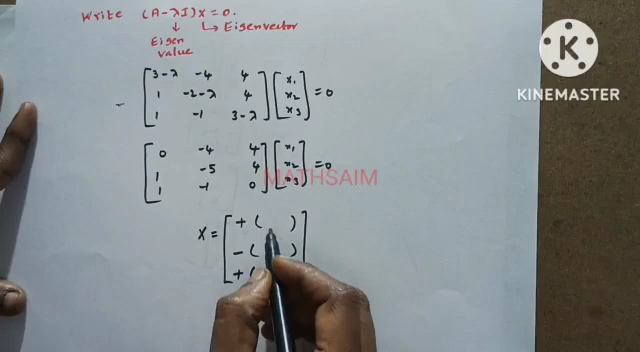 Write (A-λI)X=0.
↓ ↳ Eigenvector
Eigen
value
3-λ -4 4 x₁
1 -2-λ 4 x₂ =0
1 -1 3-λ x₃
KINEMASTER
0 -4 4 x₁
1 -5 4 x₂ =0
1 -1 0 x₃
MATHSAIM
+ ( )
X = - ( )
+ (